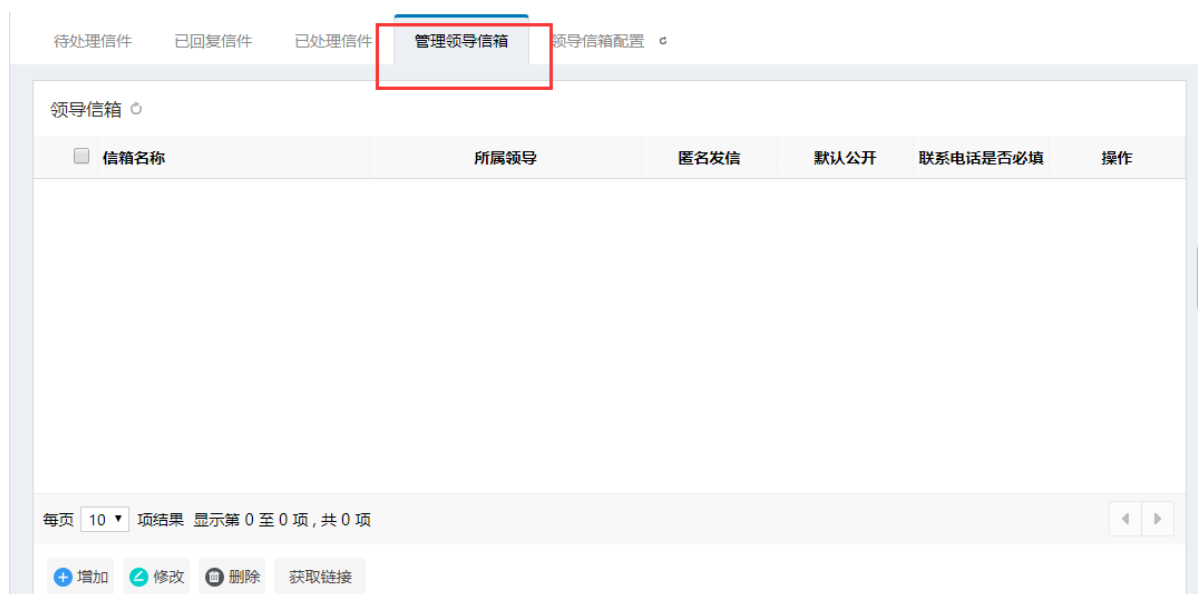 待处理信件 已回复信件 已处理信件 管理领导信箱 领导信箱配置
领导信箱
信箱名称 所属领导 匿名发信 默认公开 联系电话是否必填 操作
每页 10 项结果 显示第 0 至 0 项 , 共 0 项
增加 修改 删除 获取链接